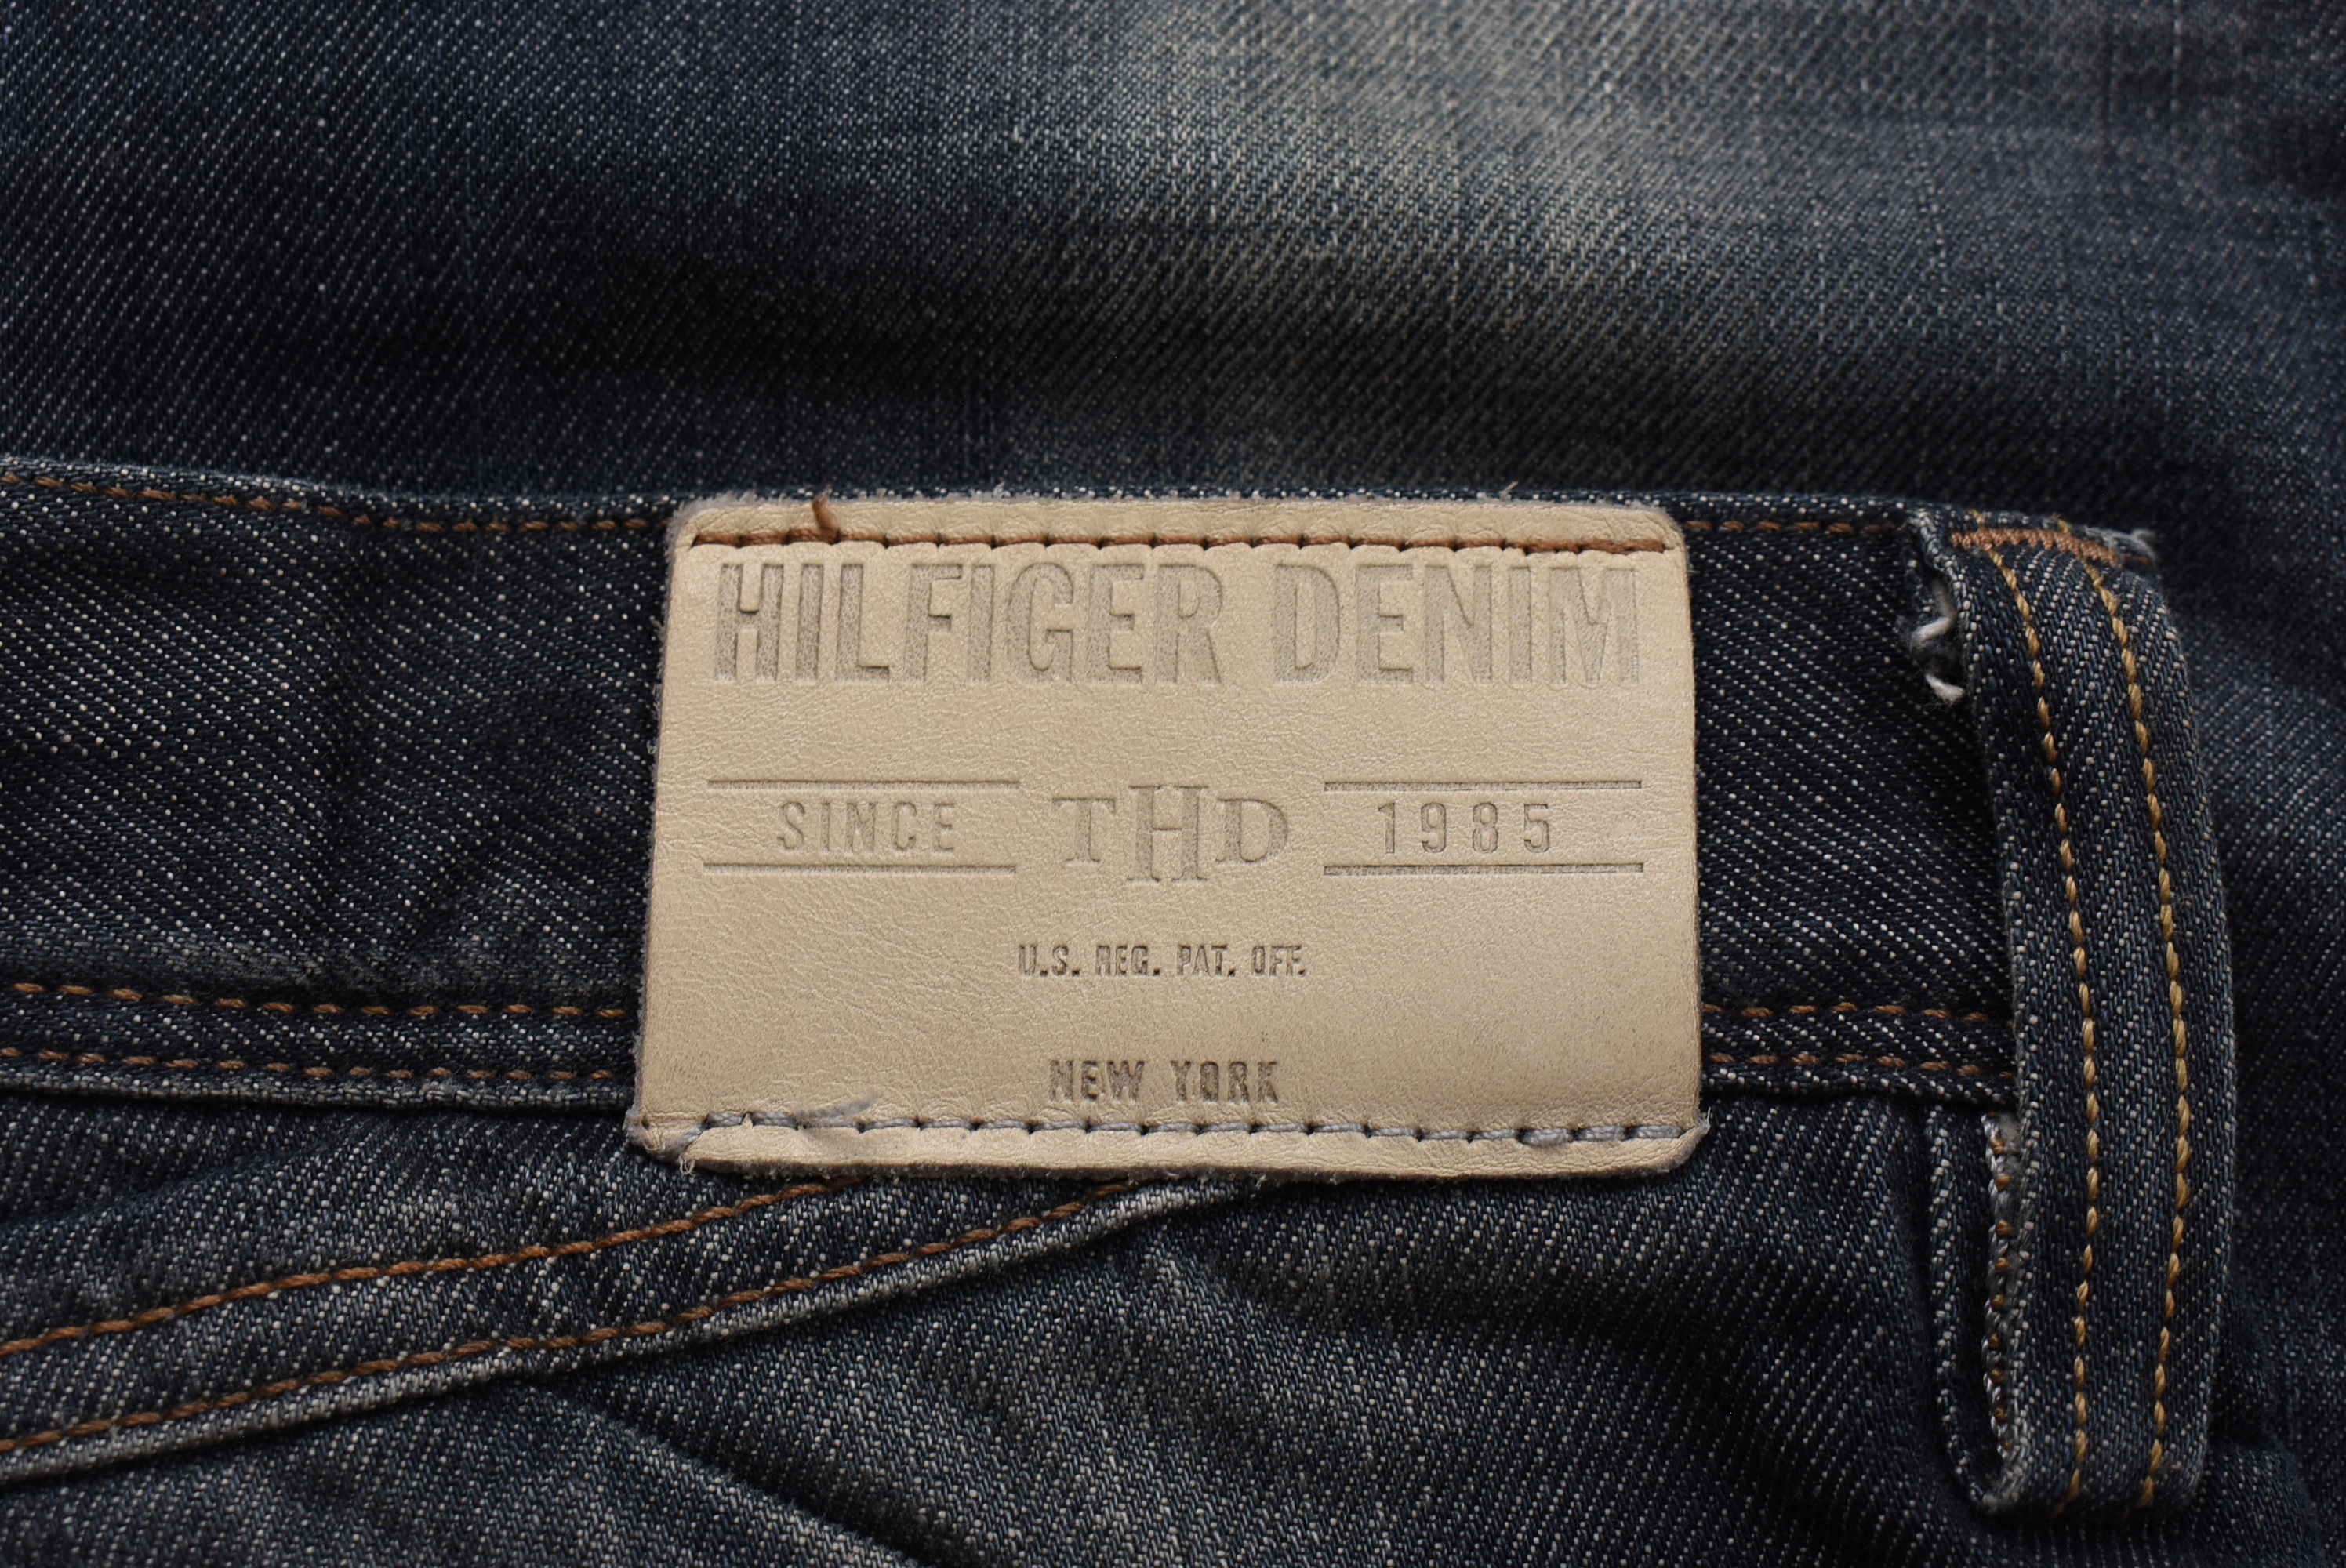 HILFIGER DENIM
SINCE THD 1985
U.S. REG. PAT. OFF.
NEW YORK